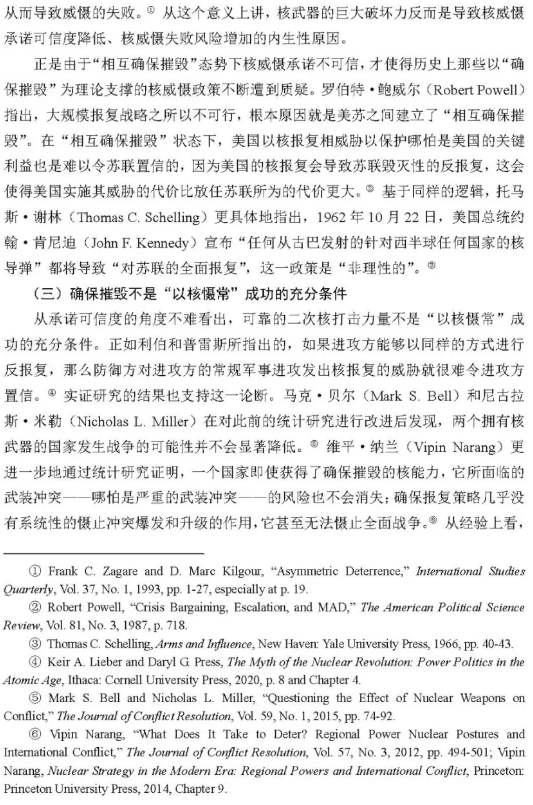 从而导致威慑的失败。① 从这个意义上讲，核武器的巨大破坏力反而是导致核威慑
承诺可信度降低、核威慑失败风险增加的内生性原因。
正是由于“相互确保摧毁”态势下核威慑承诺不可信，才使得历史上那些以“确
保摧毁”为理论支撑的核威慑政策不断遭到质疑。罗伯特·鲍威尔（Robert Powell）
指出，大规模报复战略之所以不可行，根本原因就是美苏之间建立了“相互确保摧
毁”。在“相互确保摧毁”状态下，美国以核报复相威胁以保护哪怕是美国的关键
利益也是难以令苏联置信的，因为美国的核报复会导致苏联毁灭性的反报复，这会
使得美国实施其威胁的代价比放任苏联所为的代价更大。② 基于同样的逻辑，托马
斯·谢林（Thomas C. Schelling）更具体地指出，1962 年 10 月 22 日，美国总统约
翰·肯尼迪（John F. Kennedy）宣布“任何从古巴发射的针对西半球任何国家的核
导弹”都将导致“对苏联的全面报复”，这一政策是“非理性的”。③
（三）确保摧毁不是“以核慑常”成功的充分条件
从承诺可信度的角度不难看出，可靠的二次核打击力量不是“以核慑常”成
功的充分条件。正如利伯和普雷斯所指出的，如果进攻方能够以同样的方式进行
反报复，那么防御方对进攻方的常规军事进攻发出核报复的威胁就很难令进攻方
置信。④ 实证研究的结果也支持这一论断。马克·贝尔（Mark S. Bell）和尼古拉
斯·米勒（Nicholas L. Miller）在对此前的统计研究进行改进后发现，两个拥有核
武器的国家发生战争的可能性并不会显著降低。⑤ 维平·纳兰（Vipin Narang）更
进一步地通过统计研究证明，一个国家即使获得了确保摧毁的核能力，它所面临的
武装冲突——哪怕是严重的武装冲突——的风险也不会消失；确保报复策略几乎没
有系统性的慑止冲突爆发和升级的作用，它甚至无法慑止全面战争。⑥ 从经验上看，
① Frank C. Zagare and D. Marc Kilgour, “Asymmetric Deterrence,” International Studies
Quarterly, Vol. 37, No. 1, 1993, pp. 1-27, especially at p. 19.
② Robert Powell, “Crisis Bargaining, Escalation, and MAD,” The American Political Science
Review, Vol. 81, No. 3, 1987, p. 718.
③ Thomas C. Schelling, Arms and Influence, New Haven: Yale University Press, 1966, pp. 40-43.
④ Keir A. Lieber and Daryl G. Press, The Myth of the Nuclear Revolution: Power Politics in the
Atomic Age, Ithaca: Cornell University Press, 2020, p. 8 and Chapter 4.
⑤ Mark S. Bell and Nicholas L. Miller, “Questioning the Effect of Nuclear Weapons on
Conflict,” The Journal of Conflict Resolution, Vol. 59, No. 1, 2015, pp. 74-92.
⑥ Vipin Narang, “What Does It Take to Deter? Regional Power Nuclear Postures and
International Conflict,” The Journal of Conflict Resolution, Vol. 57, No. 3, 2012, pp. 494-501; Vipin
Narang, Nuclear Strategy in the Modern Era: Regional Powers and International Conflict, Princeton:
Princeton University Press, 2014, Chapter 9.